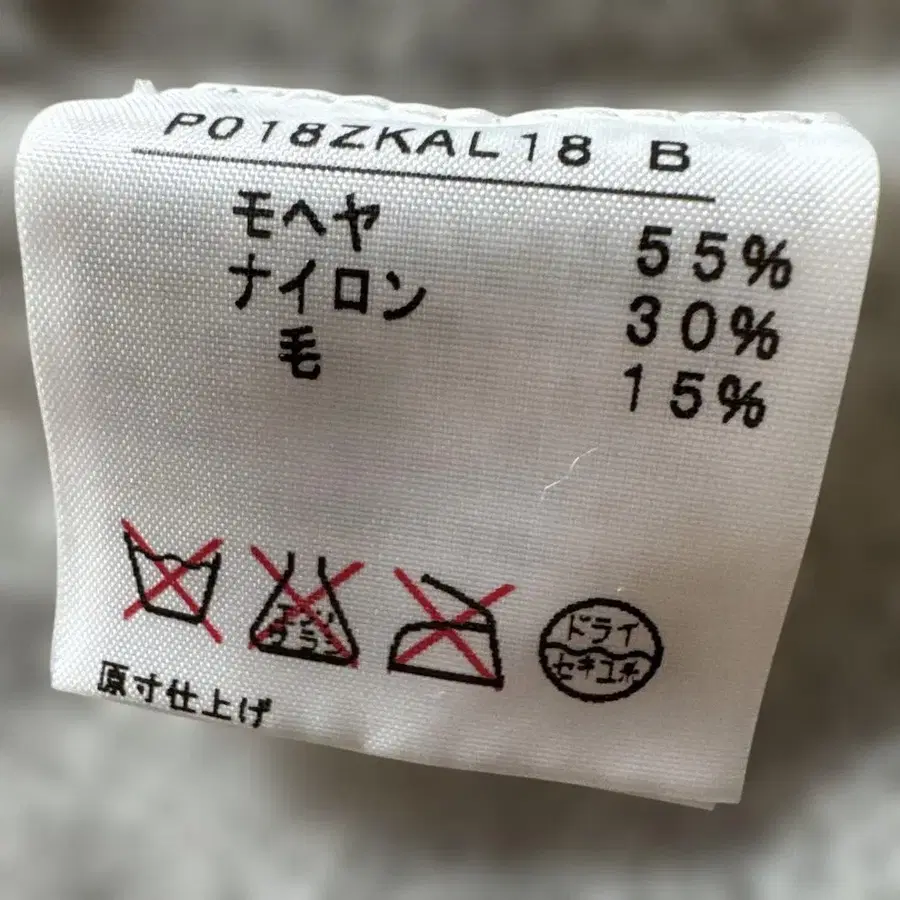 P018ZKAL18 B
モヘヤ 55%
ナイロン 30%
毛 15%
エンソ
サラシ
ドライ
セキユ系
原寸仕上げ